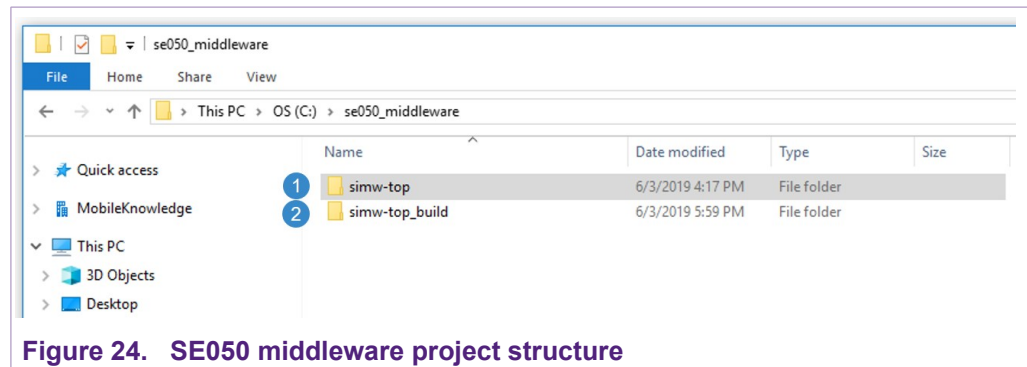 se050_middleware
File Home Share View
This PC > OS (C:) > se050_middleware
Name Date modified Type Size
Quick access
1 simw-top 6/3/2019 4:17 PM File folder
MobileKnowledge
2 simw-top_build 6/3/2019 5:59 PM File folder
This PC
3D Objects
Desktop
Figure 24. SE050 middleware project structure